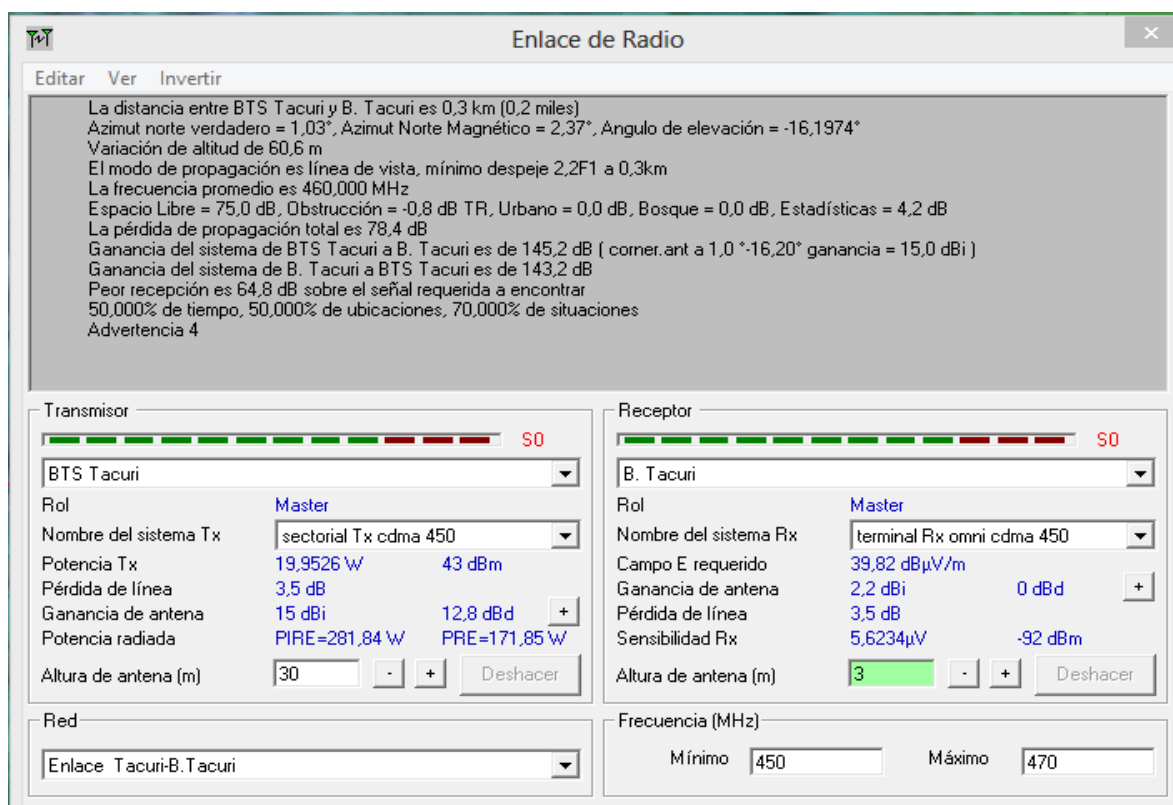 Enlace de Radio
Editar Ver Invertir
La distancia entre BTS Tacuri y B. Tacuri es 0,3 km (0,2 miles)
Azimut norte verdadero = 1,03°, Azimut Norte Magnético = 2,37°, Angulo de elevación = -16,1974°
Variación de altitud de 60,6 m
El modo de propagación es línea de vista, mínimo despeje 2,2F1 a 0,3km
La frecuencia promedio es 460,000 MHz
Espacio Libre = 75,0 dB, Obstrucción = -0,8 dB TR, Urbano = 0,0 dB, Bosque = 0,0 dB, Estadísticas = 4,2 dB
La pérdida de propagación total es 78,4 dB
Ganancia del sistema de BTS Tacuri a B. Tacuri es de 145,2 dB ( corner.ant a 1,0 °-16,20° ganancia = 15,0 dBi )
Ganancia del sistema de B. Tacuri a BTS Tacuri es de 143,2 dB
Peor recepción es 64,8 dB sobre el señal requerida a encontrar
50,000% de tiempo, 50,000% de ubicaciones, 70,000% de situaciones
Advertencia 4
Transmisor
S0
BTS Tacuri
Rol Master
Nombre del sistema Tx sectorial Tx cdma 450
Potencia Tx 19,9526 W 43 dBm
Pérdida de línea 3,5 dB
Ganancia de antena 15 dBi 12,8 dBd +
Potencia radiada PIRE=281,84 W PRE=171,85 W
Altura de antena (m) 30 - + Deshacer
Receptor
S0
B. Tacuri
Rol Master
Nombre del sistema Rx terminal Rx omni cdma 450
Campo E requerido 39,82 dBµV/m
Ganancia de antena 2,2 dBi 0 dBd +
Pérdida de línea 3,5 dB
Sensibilidad Rx 5,6234µV -92 dBm
Altura de antena (m) 3 - + Deshacer
Red
Enlace Tacuri-B.Tacuri
Frecuencia (MHz)
Mínimo 450 Máximo 470